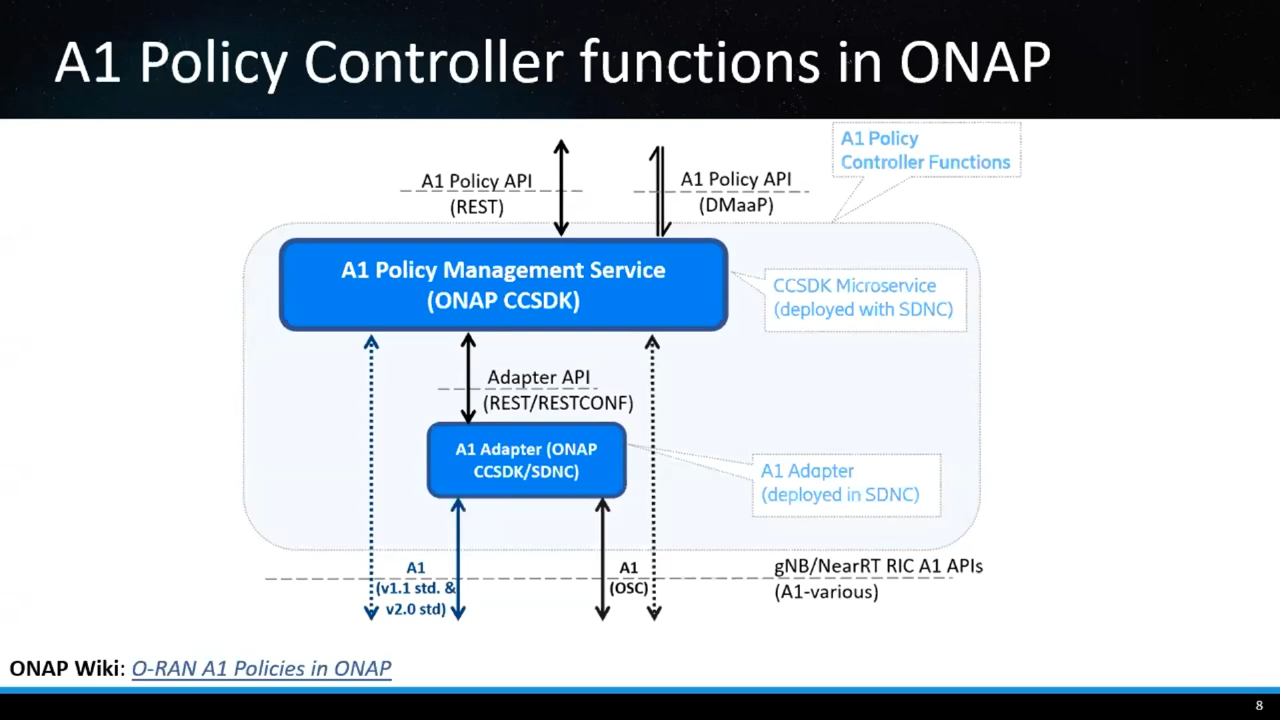 A1 Policy Controller functions in ONAP
A1 Policy
Controller Functions
A1 Policy API
(REST)
A1 Policy API
(DMaaP)
A1 Policy Management Service
(ONAP CCSDK)
CCSDK Microservice
(deployed with SDNC)
Adapter API
(REST/RESTCONF)
A1 Adapter (ONAP
CCSDK/SDNC)
A1 Adapter
(deployed in SDNC)
A1
(v1.1 std. &
v2.0 std)
A1
(OSC)
gNB/NearRT RIC A1 APIs
(A1-various)
ONAP Wiki: O-RAN A1 Policies in ONAP
8